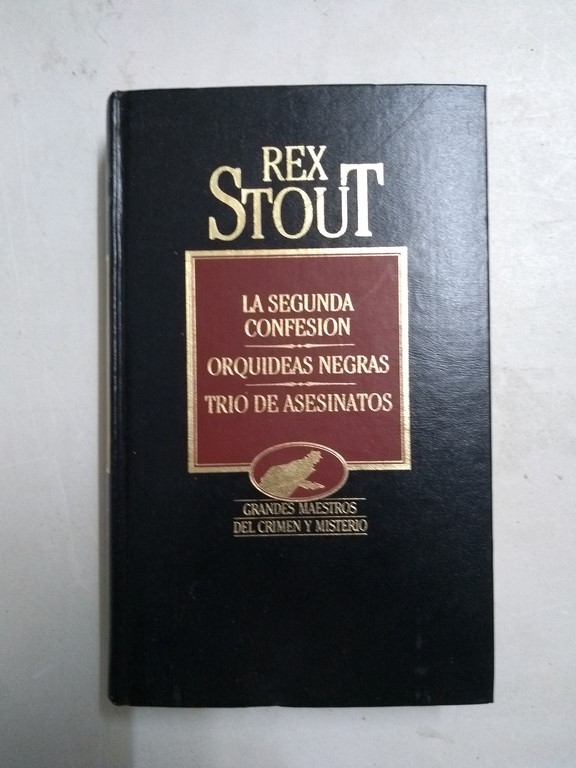 REX
STOUT
LA SEGUNDA
CONFESION
ORQUIDEAS NEGRAS
TRIO DE ASESINATOS
GRANDES MAESTROS
DEL CRIMEN Y MISTERIO